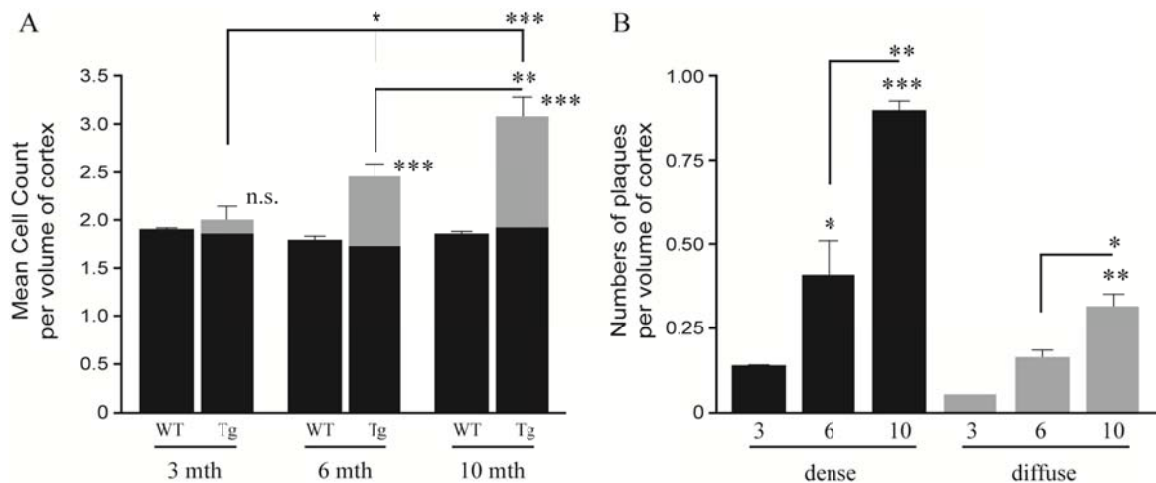 A
* ***
**
***
***
n.s.
3.5
3.0
2.5
2.0
1.5
1.0
0.5
0
Mean Cell Count
per volume of cortex
WT Tg WT Tg WT Tg
3 mth 6 mth 10 mth
B
**
***
*
*
**
1.00
0.75
0.50
0.25
0
Numbers of plaques
per volume of cortex
3 6 10 3 6 10
dense diffuse